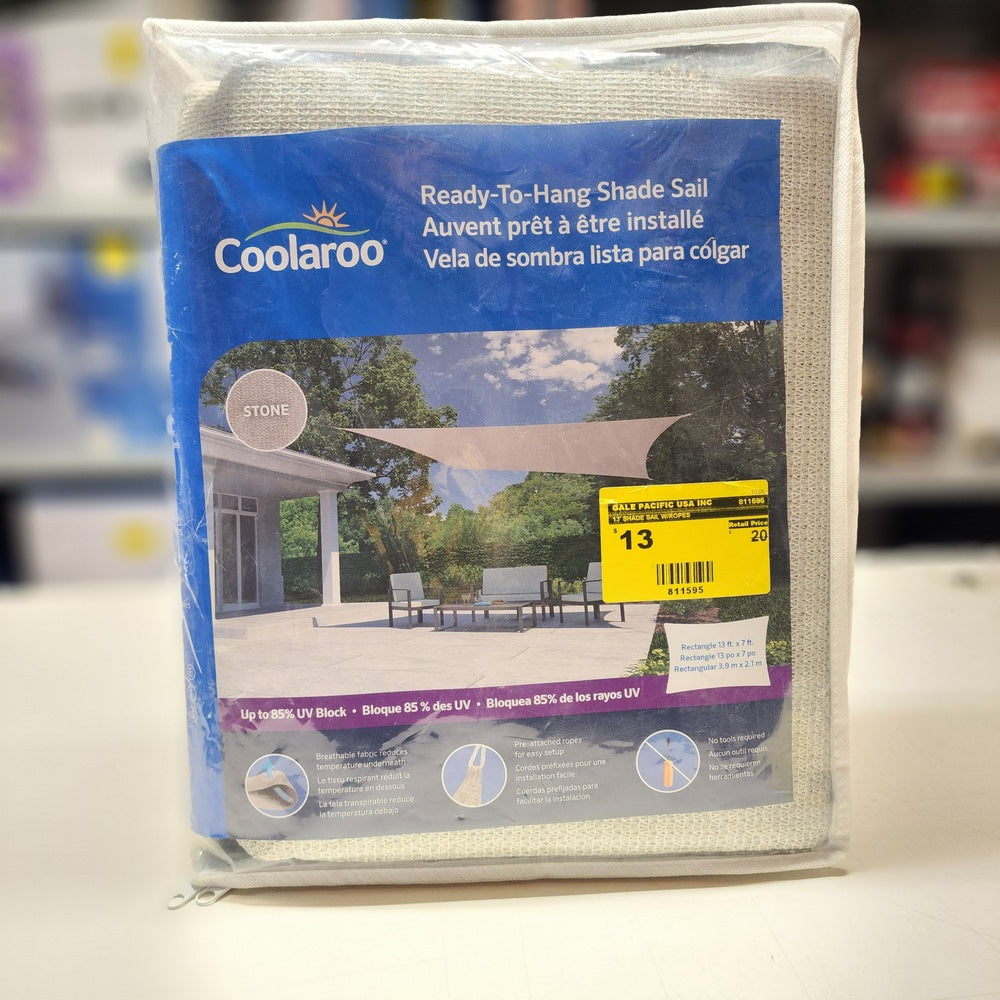 Coolaroo®
Ready-To-Hang Shade Sail
Auvent prêt à être installé
Vela de sombra lista para cólgar
STONE
GALE PACIFIC USA INC 811595
13' SHADE SAIL W/ROPES
Retail Price
$ 13
20
811595
Rectangle 13 ft. x 7 ft.
Rectangle 13 po x 7 po
Rectangular 3.9 m x 2.1 m
Up to 85% UV Block • Bloque 85 % des UV • Bloquea 85% de los rayos UV
Breathable fabric reduces
temperature underneath
Le tissu respirant réduit la
température en dessous
La tela transpirable reduce
la temperatura debajo
Pre-attached ropes
for easy setup
Cordes préfixées pour une
installation facile
Cuerdas prefijadas para
facilitar la instalación
No tools required
Aucun outil requis
No se requieren
herramientas